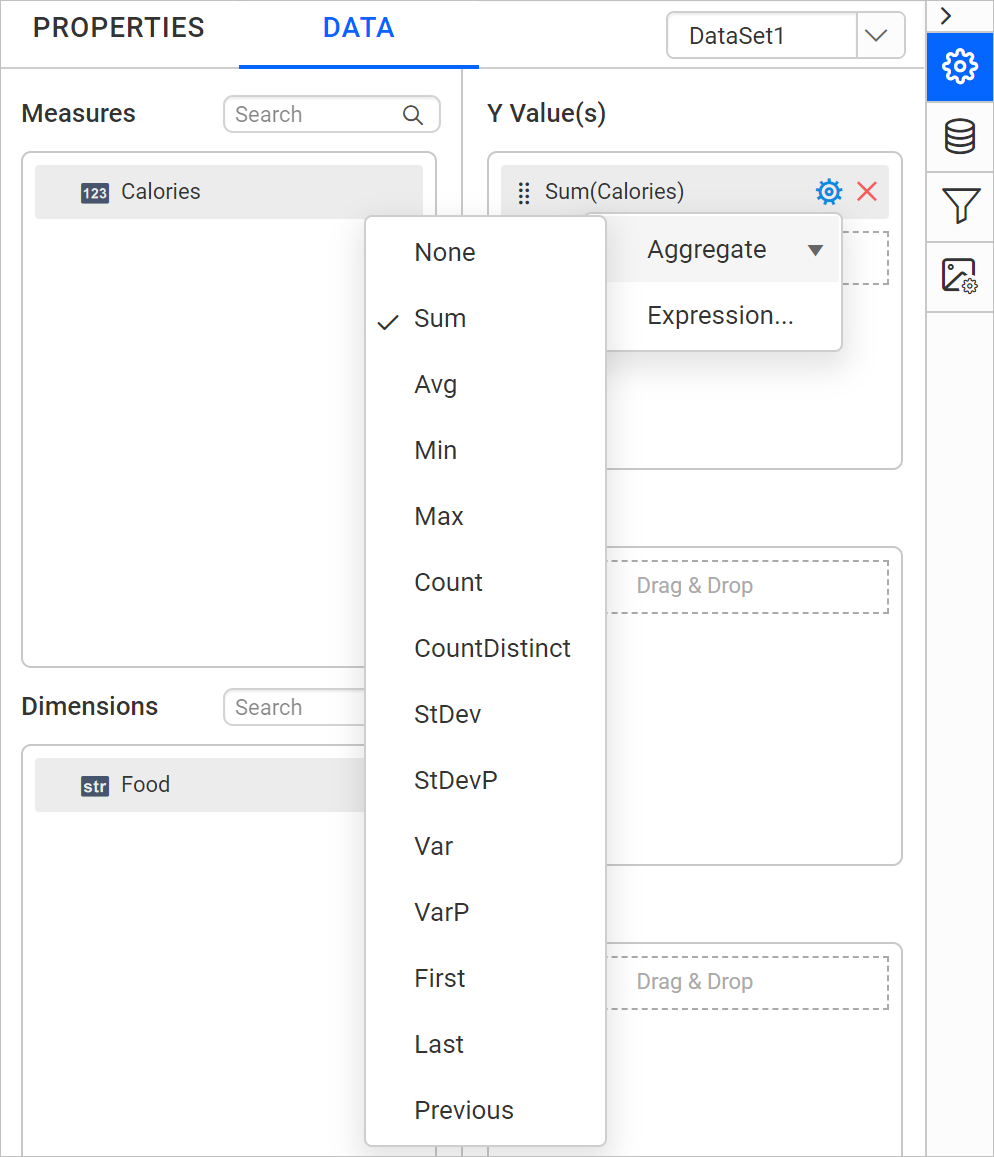 PROPERTIES
DATA
DataSet1
Measures
Search
Y Value(s)
123 Calories
Sum(Calories)
None
Sum
Avg
Min
Max
Count
CountDistinct
StDev
StDevP
Var
VarP
First
Last
Previous
Aggregate
Expression...
Drag & Drop
Dimensions
Search
str Food
Drag & Drop